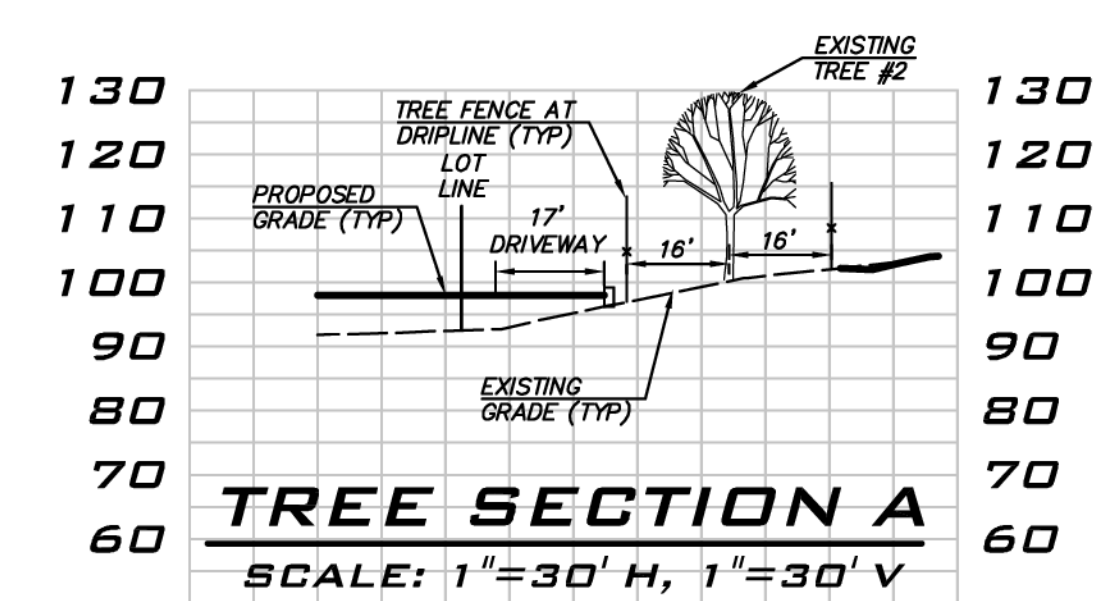 EXISTING
TREE #2
130
130
TREE FENCE AT
DRIPLINE (TYP)
120
120
LOT
LINE
PROPOSED
GRADE (TYP)
110
110
17'
DRIVEWAY
16'
16'
100
100
90
90
EXISTING
GRADE (TYP)
80
80
70
70
TREE SECTION A
60
60
SCALE: 1"=30' H, 1"=30' V